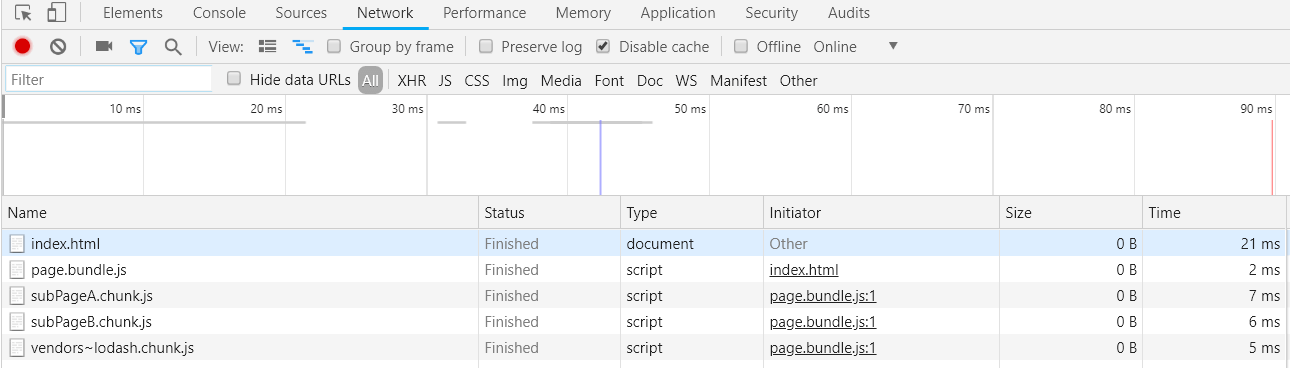 Elements Console Sources Network Performance Memory Application Security Audits
View: Group by frame Preserve log Disable cache Offline Online
Filter Hide data URLs All XHR JS CSS Img Media Font Doc WS Manifest Other
10 ms 20 ms 30 ms 40 ms 50 ms 60 ms 70 ms 80 ms 90 ms
Name Status Type Initiator Size Time
index.html Finished document Other 0 B 21 ms
page.bundle.js Finished script index.html 0 B 2 ms
subPageA.chunk.js Finished script page.bundle.js:1 0 B 7 ms
subPageB.chunk.js Finished script page.bundle.js:1 0 B 6 ms
vendors~lodash.chunk.js Finished script page.bundle.js:1 0 B 5 ms